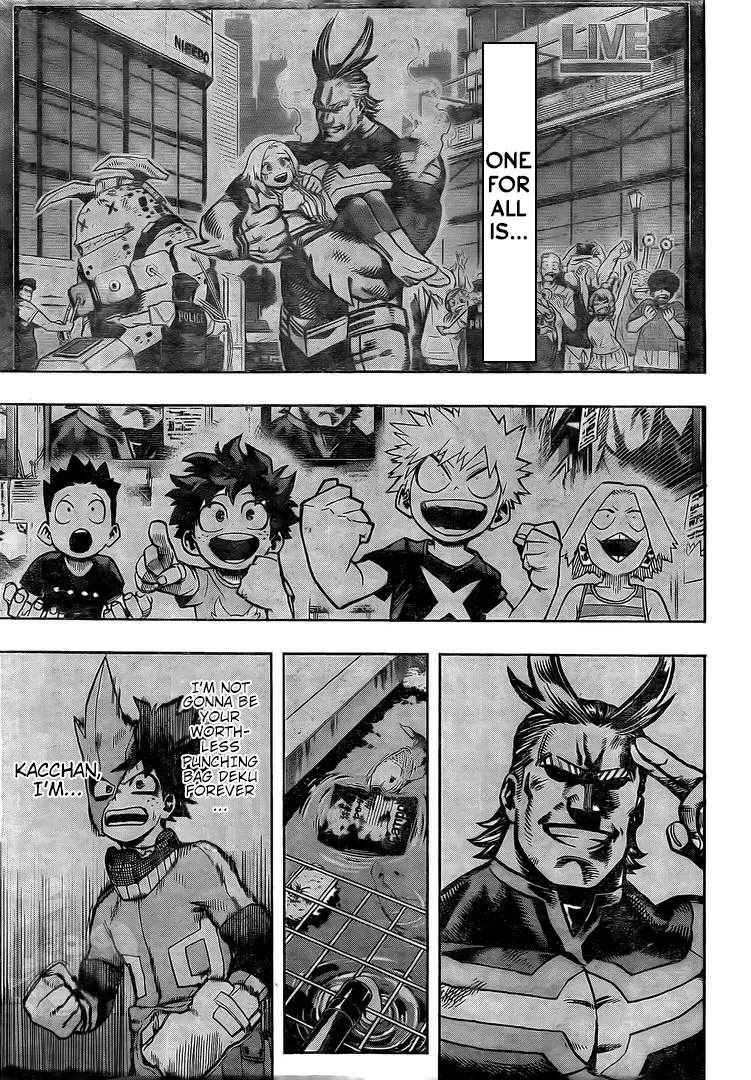 NIEEDO
LIVE
ONE
FOR
ALL
IS...
POLICE
I'M NOT
GONNA BE
YOUR
WORTH-
LESS
PUNCHING
BAG DEKU
FOREVER
...
KACCHAN,
I'M...